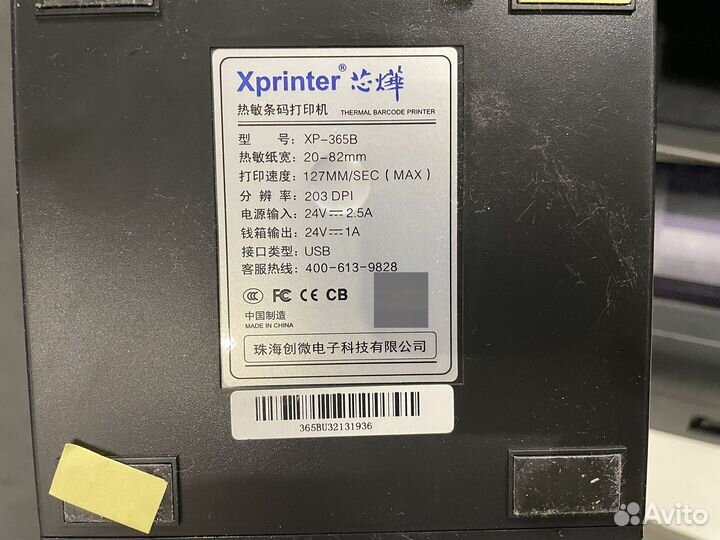 Xprinter® 芯烨
热敏条码打印机 THERMAL BARCODE PRINTER
型 号: XP-365B
热敏纸宽: 20-82mm
打印速度: 127MM/SEC (MAX)
分 辨 率: 203 DPI
电源输入: 24V⎓2.5A
钱箱输出: 24V⎓1A
接口类型: USB
客服热线: 400-613-9828
CCC FC CE CB
中国制造
MADE IN CHINA
珠海创微电子科技有限公司
365BU32131936
Avito